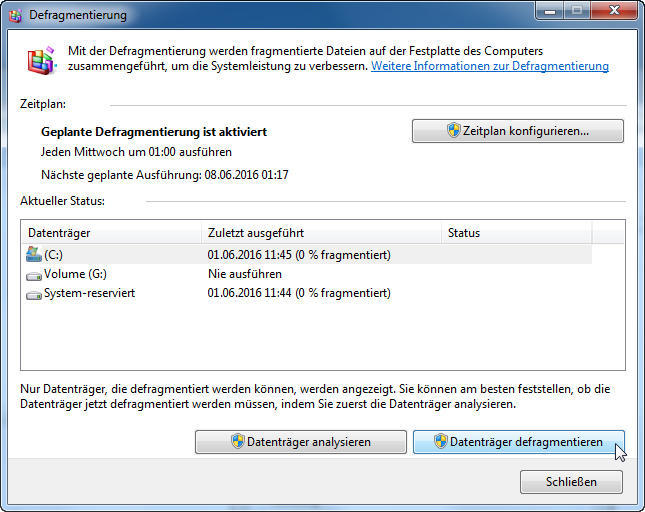 Defragmentierung
Mit der Defragmentierung werden fragmentierte Dateien auf der Festplatte des Computers
zusammengeführt, um die Systemleistung zu verbessern. Weitere Informationen zur Defragmentierung
Zeitplan:
Geplante Defragmentierung ist aktiviert
Zeitplan konfigurieren...
Jeden Mittwoch um 01:00 ausführen
Nächste geplante Ausführung: 08.06.2016 01:17
Aktueller Status:
Datenträger Zuletzt ausgeführt Status
(C:) 01.06.2016 11:45 (0 % fragmentiert)
Volume (G:) Nie ausführen
System-reserviert 01.06.2016 11:44 (0 % fragmentiert)
Nur Datenträger, die defragmentiert werden können, werden angezeigt. Sie können am besten feststellen, ob die
Datenträger jetzt defragmentiert werden müssen, indem Sie zuerst die Datenträger analysieren.
Datenträger analysieren Datenträger defragmentieren
Schließen